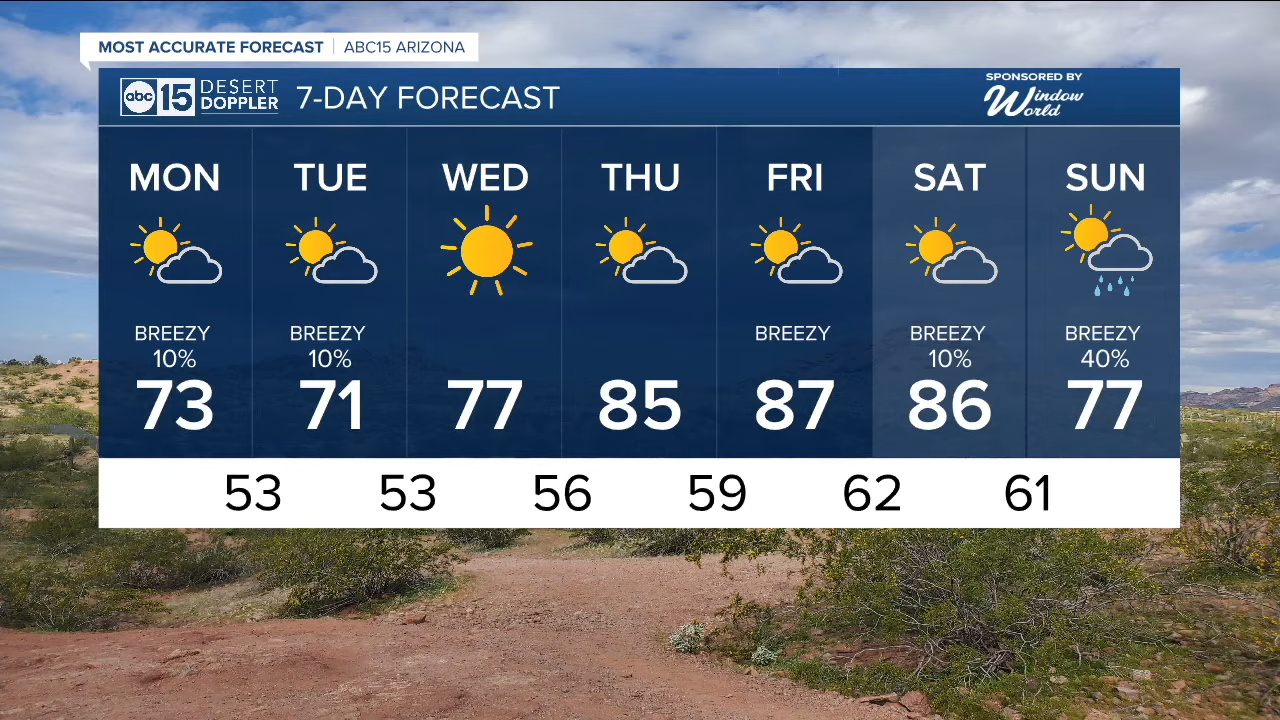 MOST ACCURATE FORECAST | ABC15 ARIZONA
abc 15 DESERT DOPPLER
7-DAY FORECAST
SPONSORED BY
Window World
MON TUE WED THU FRI SAT SUN
BREEZY BREEZY BREEZY BREEZY BREEZY
10% 10% 10% 40%
73 71 77 85 87 86 77
53 53 56 59 62 61